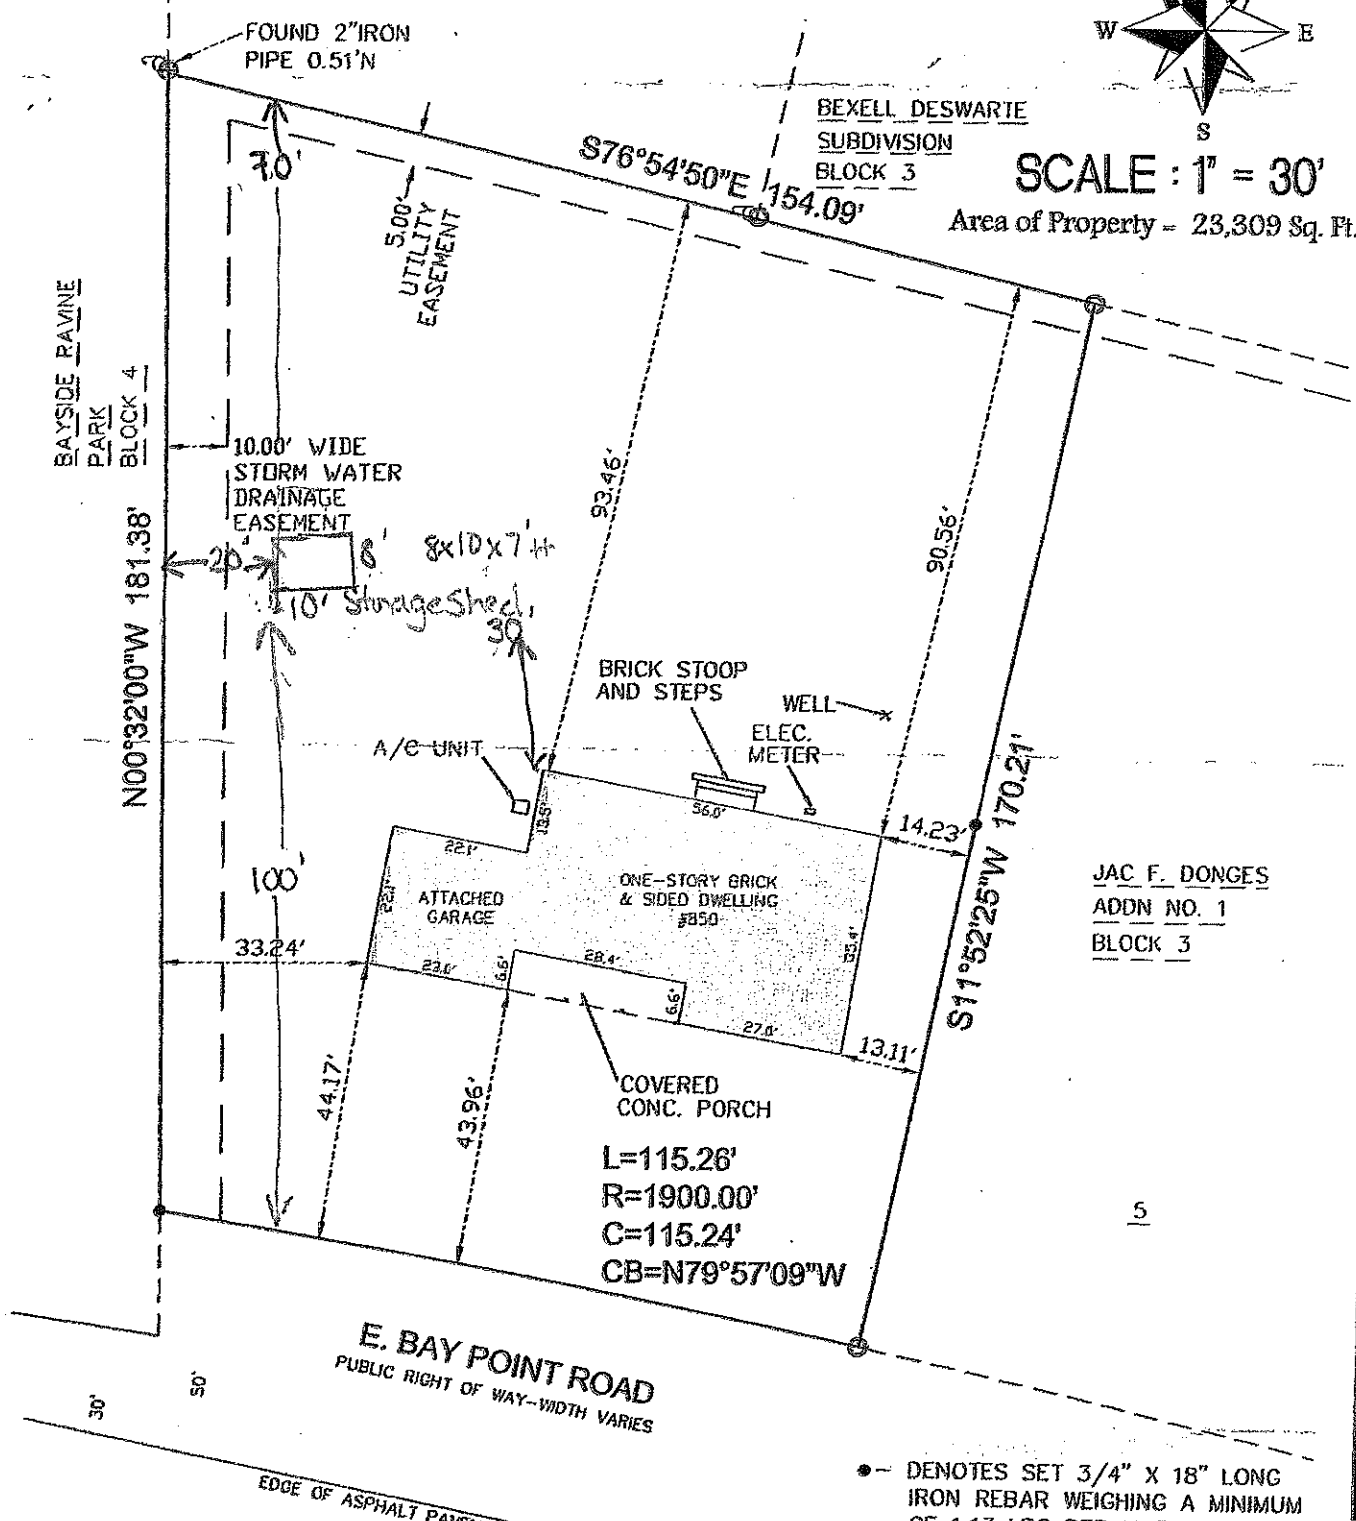 FOUND 2"IRON
PIPE 0.51'N
W
E
S
BEXELL DESWARTE
SUBDIVISION
BLOCK 3
SCALE : 1" = 30'
Area of Property = 23,309 Sq. Ft.
S76°54'50"E 154.09'
70'
5.00'
UTILITY
EASEMENT
BAYSIDE RAVINE
PARK
BLOCK 4
10.00' WIDE
STORM WATER
DRAINAGE
EASEMENT
93.46'
90.56'
N00°32'00"W 181.38'
20'
8'
8x10x7'H
10' Storage Shed,
30
BRICK STOOP
AND STEPS
WELL
ELEC.
METER
A/C UNIT
13.5'
56.0'
14.23'
S11°52'25"W 170.21'
22.1'
100'
ATTACHED
GARAGE
22.1'
ONE-STORY BRICK
& SIDED DWELLING
#850
JAC F. DONGES
ADDN NO. 1
BLOCK 3
33.24'
23.0'
6.6'
28.4'
35.4'
6.6'
27.0'
13.11'
44.17'
43.96'
COVERED
CONC. PORCH
L=115.26'
R=1900.00'
C=115.24'
CB=N79°57'09"W
5
E. BAY POINT ROAD
PUBLIC RIGHT OF WAY-WIDTH VARIES
30'
50'
EDGE OF ASPHALT
●- DENOTES SET 3/4" X 18" LONG
IRON REBAR WEIGHING A MINIMUM